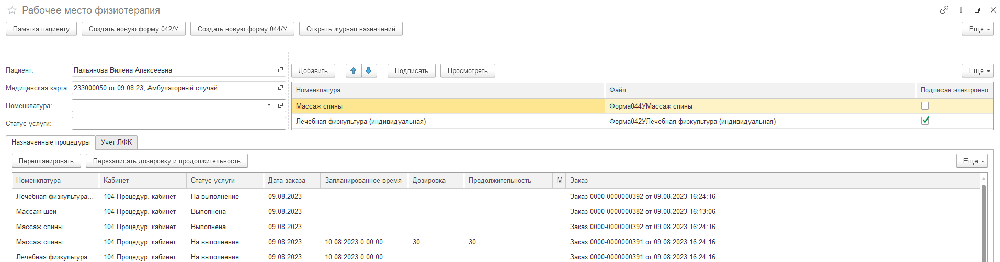 Рабочее место физиотерапия
Памятка пациенту Создать новую форму 042/У Создать новую форму 044/У Открыть журнал назначений Еще
Пациент: Пальянова Вилена Алексеевна Добавить Подписать Просмотреть Еще
Медицинская карта: 233000050 от 09.08.23, Амбулаторный случай Номенклатура Файл Подписан электронно
Номенклатура: Массаж спины Форма044УМассаж спины
Статус услуги: ... Лечебная физкультура (индивидуальная) Форма042УЛечебная физкультура (индивидуальная)
Назначенные процедуры Учет ЛФК
Перепланировать Перезаписать дозировку и продолжительность Еще
Номенклатура Кабинет Статус услуги Дата заказа Запланированное время Дозировка Продолжительность М Заказ
Лечебная физкультура... 104 Процедур. кабинет На выполнение 09.08.2023 Заказ 0000-0000000392 от 09.08.2023 16:24:16
Массаж шеи 104 Процедур. кабинет Выполнена 09.08.2023 Заказ 0000-0000000382 от 09.08.2023 16:13:06
Массаж спины 104 Процедур. кабинет Выполнена 09.08.2023 Заказ 0000-0000000392 от 09.08.2023 16:24:16
Массаж спины 104 Процедур. кабинет На выполнение 09.08.2023 10.08.2023 0:00:00 30 30 Заказ 0000-0000000391 от 09.08.2023 16:24:16
Лечебная физкультура... 104 Процедур. кабинет На выполнение 09.08.2023 10.08.2023 0:00:00 Заказ 0000-0000000391 от 09.08.2023 16:24:16